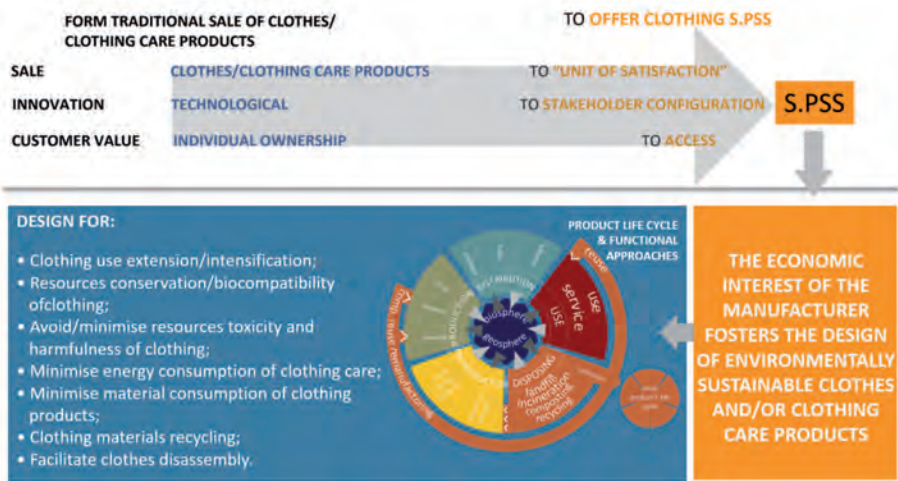 FORM TRADITIONAL SALE OF CLOTHES/
CLOTHING CARE PRODUCTS
TO OFFER CLOTHING S.PSS
SALE
CLOTHES/CLOTHING CARE PRODUCTS
TO "UNIT OF SATISFACTION"
INNOVATION
TECHNOLOGICAL
TO STAKEHOLDER CONFIGURATION
CUSTOMER VALUE
INDIVIDUAL OWNERSHIP
TO ACCESS
S.PSS
DESIGN FOR:
• Clothing use extension/intensification;
• Resources conservation/biocompatibility
ofclothing;
• Avoid/minimise resources toxicity and
harmfulness of clothing;
• Minimise energy consumption of clothing care;
• Minimise material consumption of clothing
products;
• Clothing materials recycling;
• Facilitate clothes disassembly.
PRODUCT LIFE CYCLE
& FUNCTIONAL
APPROACHES
reuse
use
service
USE
DISTRIBUTION
biosphere
geosphere
DISPOSING
landfill
incineration
composting
recycling
remanufacturing
THE ECONOMIC
INTEREST OF THE
MANUFACTURER
FOSTERS THE DESIGN
OF ENVIRONMENTALLY
SUSTAINABLE CLOTHES
AND/OR CLOTHING
CARE PRODUCTS